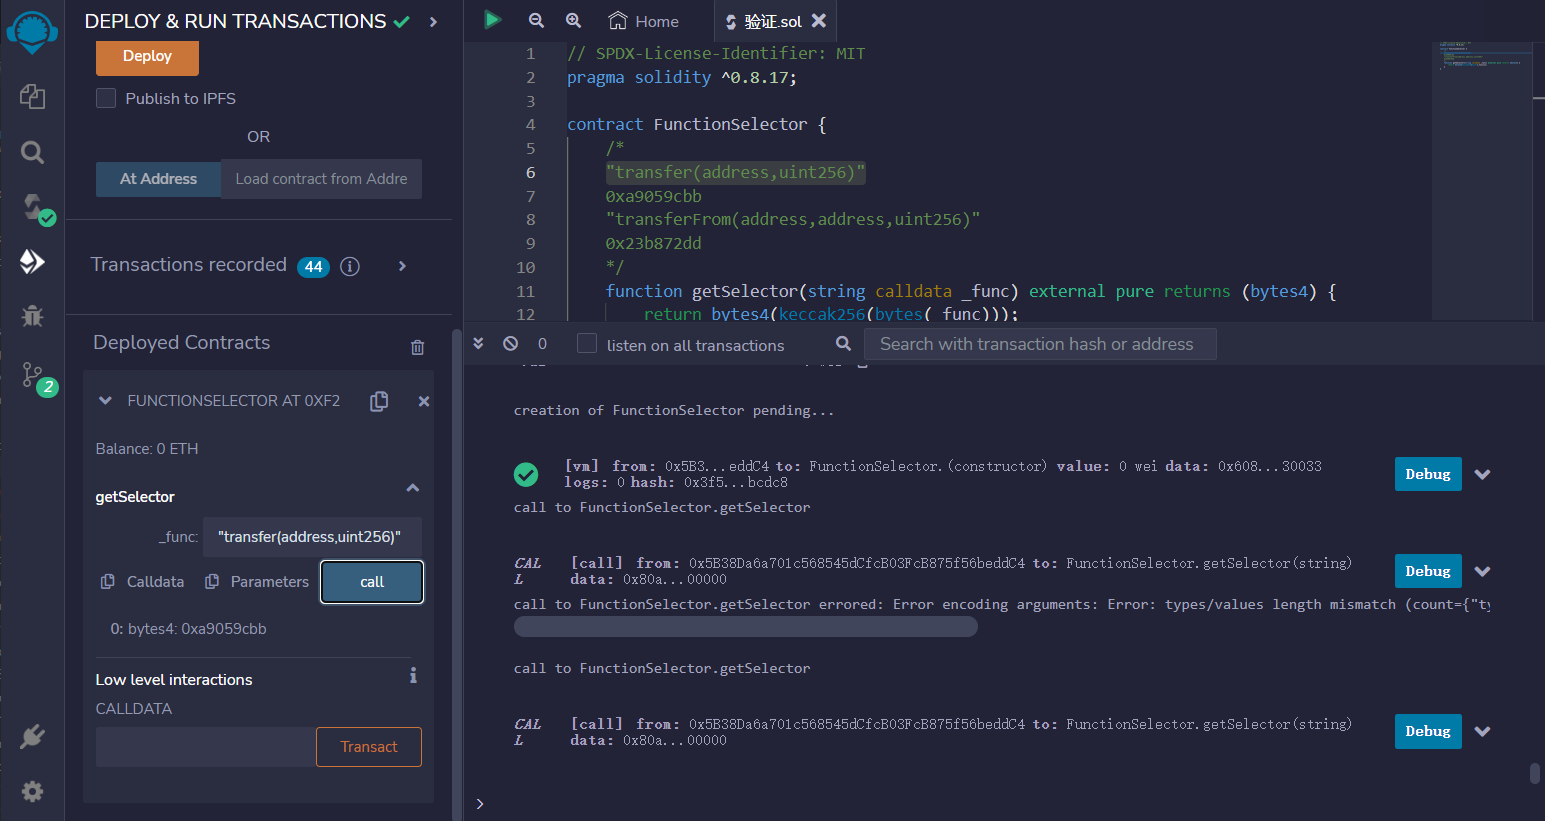 DEPLOY & RUN TRANSACTIONS
Deploy
Publish to IPFS
OR
At Address
Load contract from Addre
Transactions recorded 44
Deployed Contracts
2
FUNCTIONSELECTOR AT 0XF2
Balance: 0 ETH
getSelector
_func: "transfer(address,uint256)"
Calldata
Parameters
call
0: bytes4: 0xa9059cbb
Low level interactions
CALLDATA
Transact
Home
验证.sol
1 // SPDX-License-Identifier: MIT
2 pragma solidity ^0.8.17;
3
4 contract FunctionSelector {
5 /*
6 "transfer(address,uint256)"
7 0xa9059cbb
8 "transferFrom(address,address,uint256)"
9 0x23b872dd
10 */
11 function getSelector(string calldata _func) external pure returns (bytes4) {
12 return bytes4(keccak256(bytes(_func)));
0
listen on all transactions
Search with transaction hash or address
creation of FunctionSelector pending...
[vm] from: 0x5B3...eddC4 to: FunctionSelector.(constructor) value: 0 wei data: 0x608...30033
logs: 0 hash: 0x3f5...bcdc8
Debug
call to FunctionSelector.getSelector
CALL [call] from: 0x5B38Da6a701c568545dCfcB03FcB875f56beddC4 to: FunctionSelector.getSelector(string)
data: 0x80a...00000
Debug
call to FunctionSelector.getSelector errored: Error encoding arguments: Error: types/values length mismatch (count={"ty
call to FunctionSelector.getSelector
CALL [call] from: 0x5B38Da6a701c568545dCfcB03FcB875f56beddC4 to: FunctionSelector.getSelector(string)
data: 0x80a...00000
Debug
>